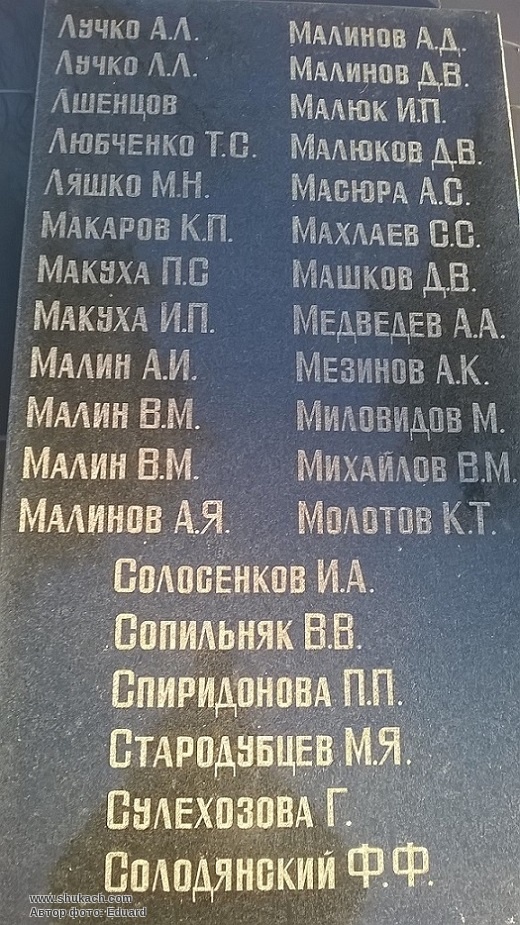 Лучко А.Л.
Лучко Л.Л.
Лшенцов
Любченко Т.С.
Ляшко М.Н.
Макаров К.П.
Макуха П.С
Макуха И.П.
Малин А.И.
Малин В.М.
Малин В.М.
Малинов А.Я.
Малинов А.Д.
Малинов Д.В.
Малюк И.П.
Малюков Д.В.
Масюра А.С.
Махлаев С.С.
Машков Д.В.
Медведев А.А.
Мезинов А.К.
Миловидов М.
Михайлов В.М.
Молотов К.Т.
Солосенков И.А.
Сопильняк В.В.
Спиридонова П.П.
Стародубцев М.Я.
Сулехозова Г.
Солодянский Ф.Ф.
www.shukach.com
Автор фото: Eduard